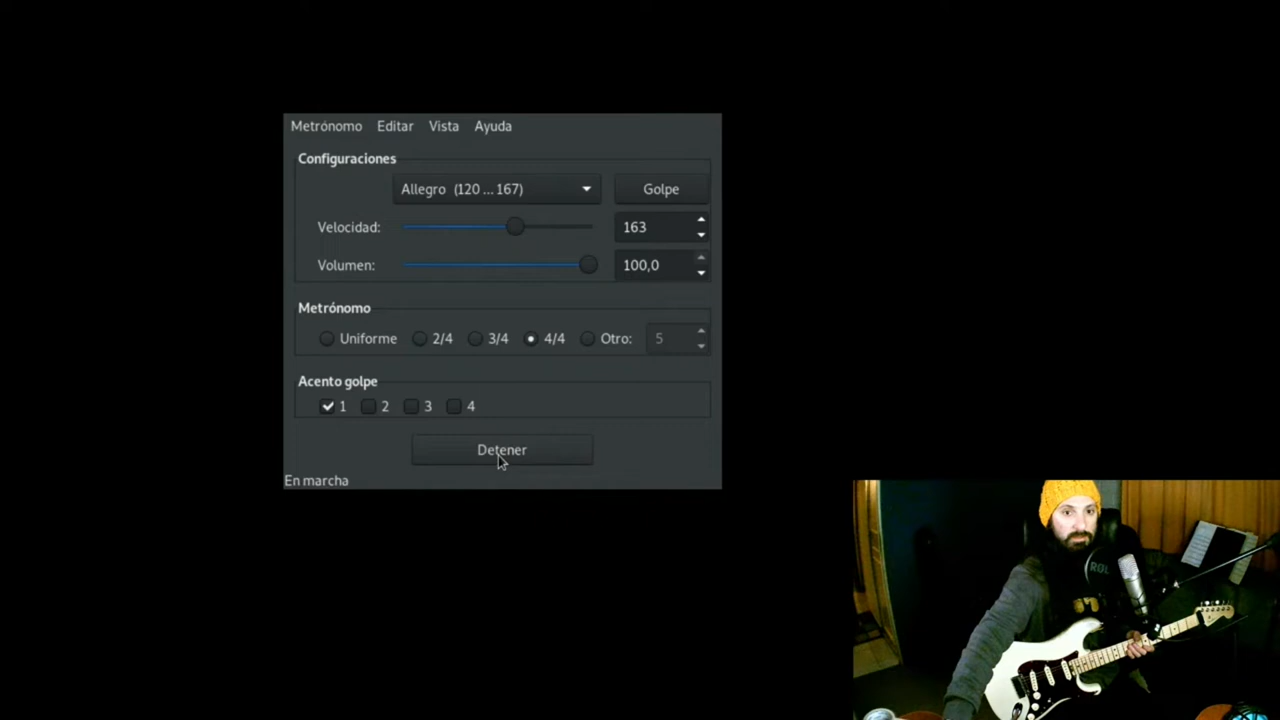 Metrónomo Editar Vista Ayuda
Configuraciones
Allegro (120 ... 167) Golpe
Velocidad: 163
Volumen: 100,0
Metrónomo
Uniforme 2/4 3/4 4/4 Otro: 5
Acento golpe
1 2 3 4
Detener
En marcha